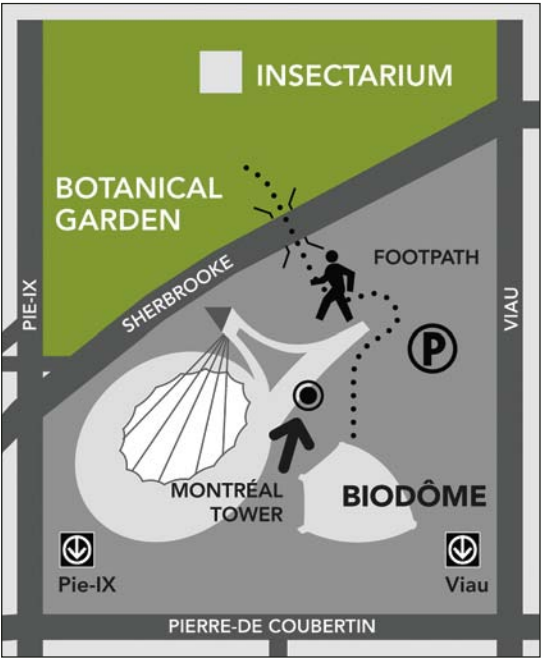 INSECTARIUM
BOTANICAL
GARDEN
FOOTPATH
SHERBROOKE
PIE-IX
VIAU
P
MONTRÉAL
TOWER
BIODÔME
Pie-IX
Viau
PIERRE-DE COUBERTIN